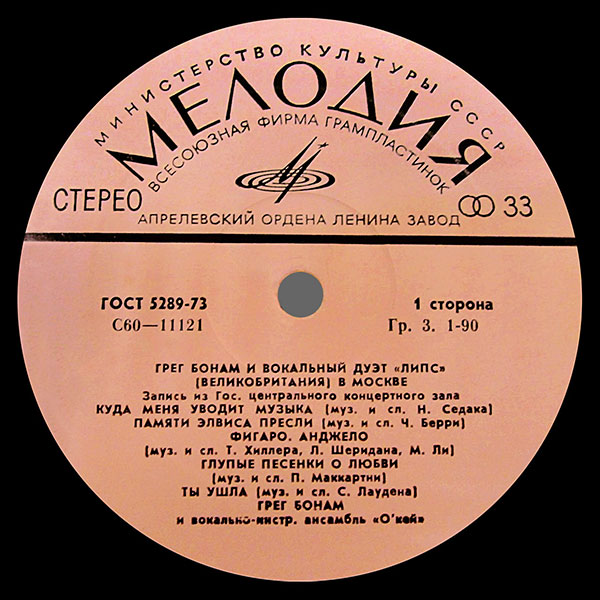 МИНИСТЕРСТВО КУЛЬТУРЫ СССР
МЕЛОДИЯ
ВСЕСОЮЗНАЯ ФИРМА ГРАМПЛАСТИНОК
СТЕРЕО
33
АПРЕЛЕВСКИЙ ОРДЕНА ЛЕНИНА ЗАВОД
ГОСТ 5289-73
1 сторона
С60—11121
Гр. 3. 1-90
ГРЕГ БОНАМ И ВОКАЛЬНЫЙ ДУЭТ «ЛИПС»
(ВЕЛИКОБРИТАНИЯ) В МОСКВЕ
Запись из Гос. центрального концертного зала
КУДА МЕНЯ УВОДИТ МУЗЫКА (муз. и сл. Н. Седака)
ПАМЯТИ ЭЛВИСА ПРЕСЛИ (муз. и сл. Ч. Берри)
ФИГАРО. АНДЖЕЛО
(муз. и сл. Т. Хиллера, Л. Шеридана, М. Ли)
ГЛУПЫЕ ПЕСЕНКИ О ЛЮБВИ
(муз. и сл. П. Маккартни)
ТЫ УШЛА (муз. и сл. С. Лаудена)
ГРЕГ БОНАМ
и вокально-инстр. ансамбль «О'кей»